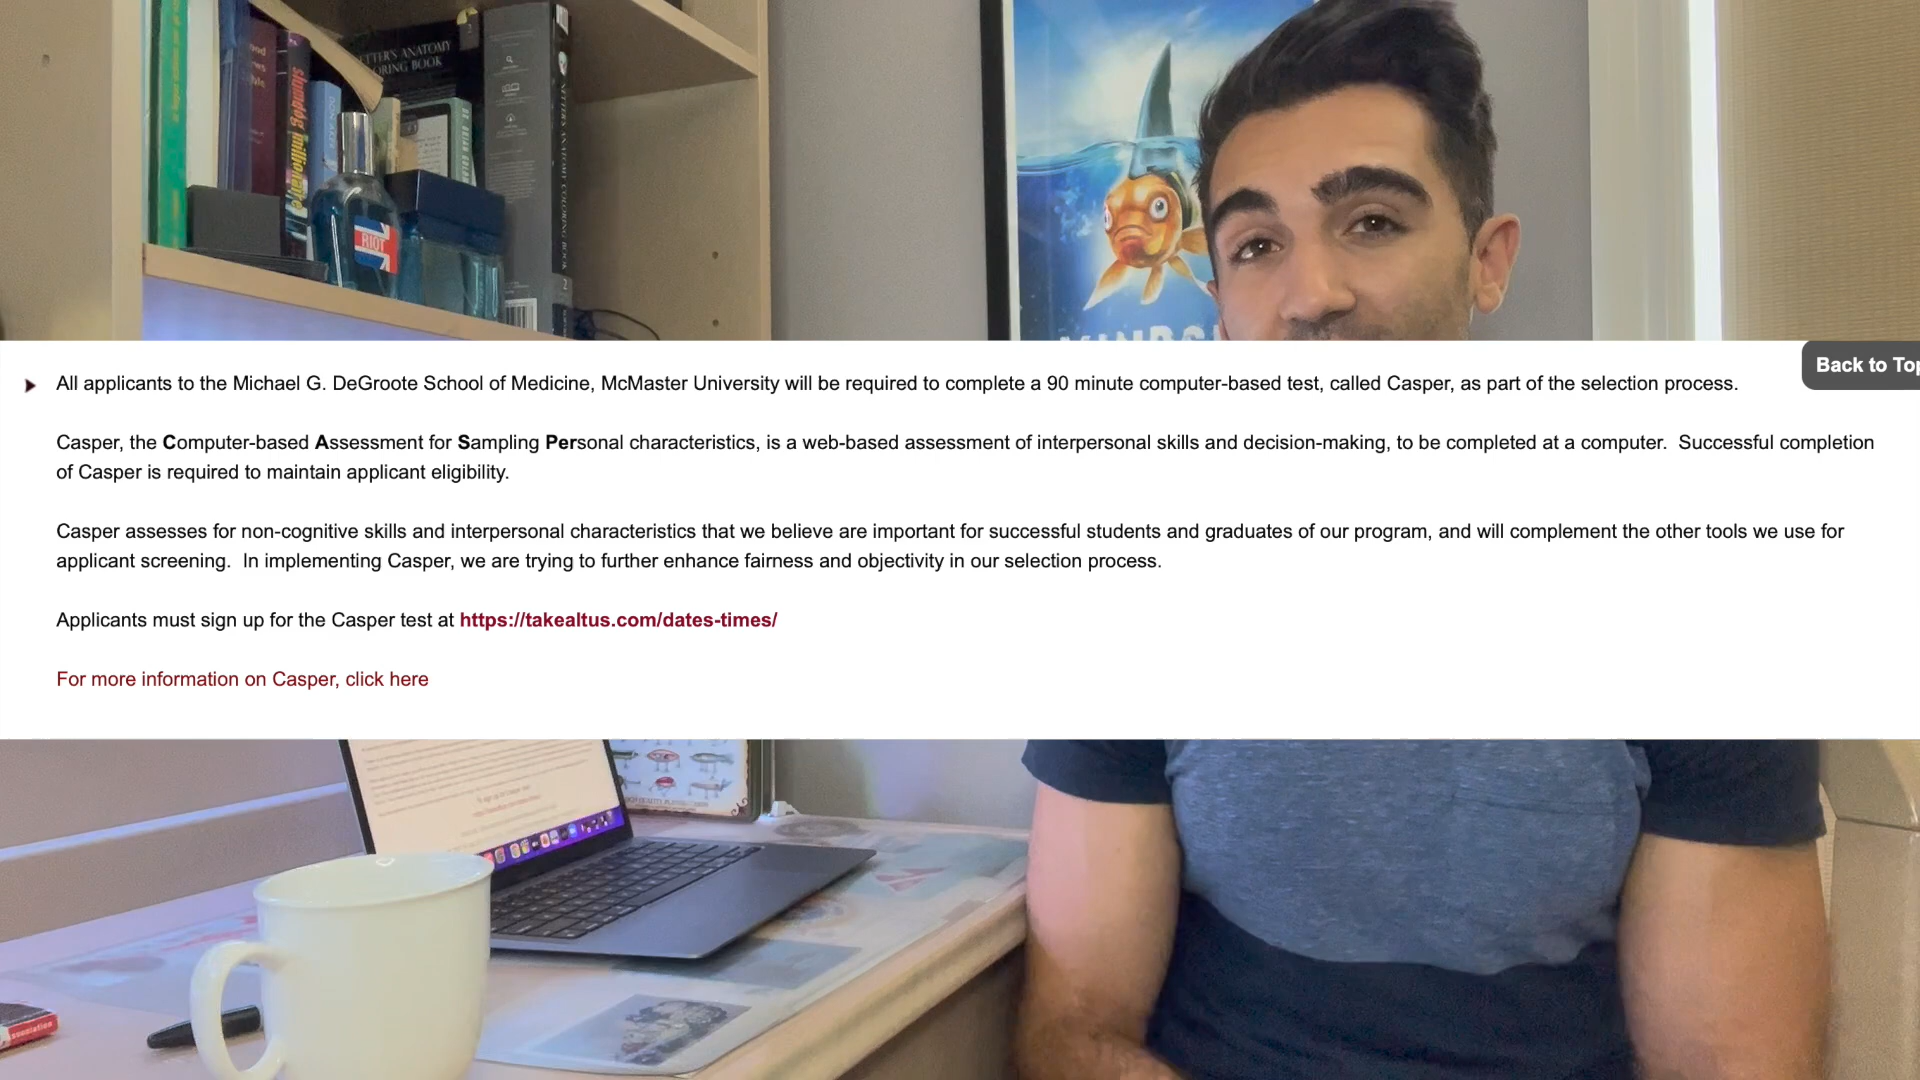 ORING BOOK
slumdog millionaire
RIOT
NETTER'S ANATOMY COLORING BOOK
2
Back to Top
All applicants to the Michael G. DeGroote School of Medicine, McMaster University will be required to complete a 90 minute computer-based test, called Casper, as part of the selection process.
Casper, the Computer-based Assessment for Sampling Personal characteristics, is a web-based assessment of interpersonal skills and decision-making, to be completed at a computer.  Successful completion
of Casper is required to maintain applicant eligibility.
Casper assesses for non-cognitive skills and interpersonal characteristics that we believe are important for successful students and graduates of our program, and will complement the other tools we use for
applicant screening.  In implementing Casper, we are trying to further enhance fairness and objectivity in our selection process.
Applicants must sign up for the Casper test at https://takealtus.com/dates-times/
For more information on Casper, click here